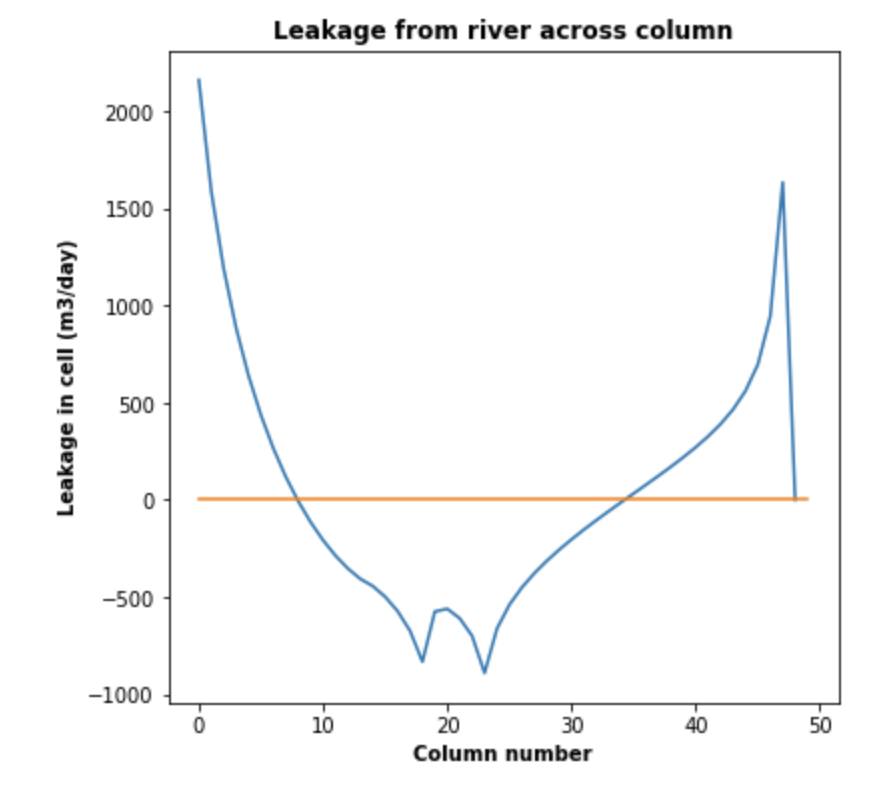 Leakage from river across column
Leakage in cell (m3/day)
2000
1500
1000
500
0
−500
−1000
0 10 20 30 40 50
Column number